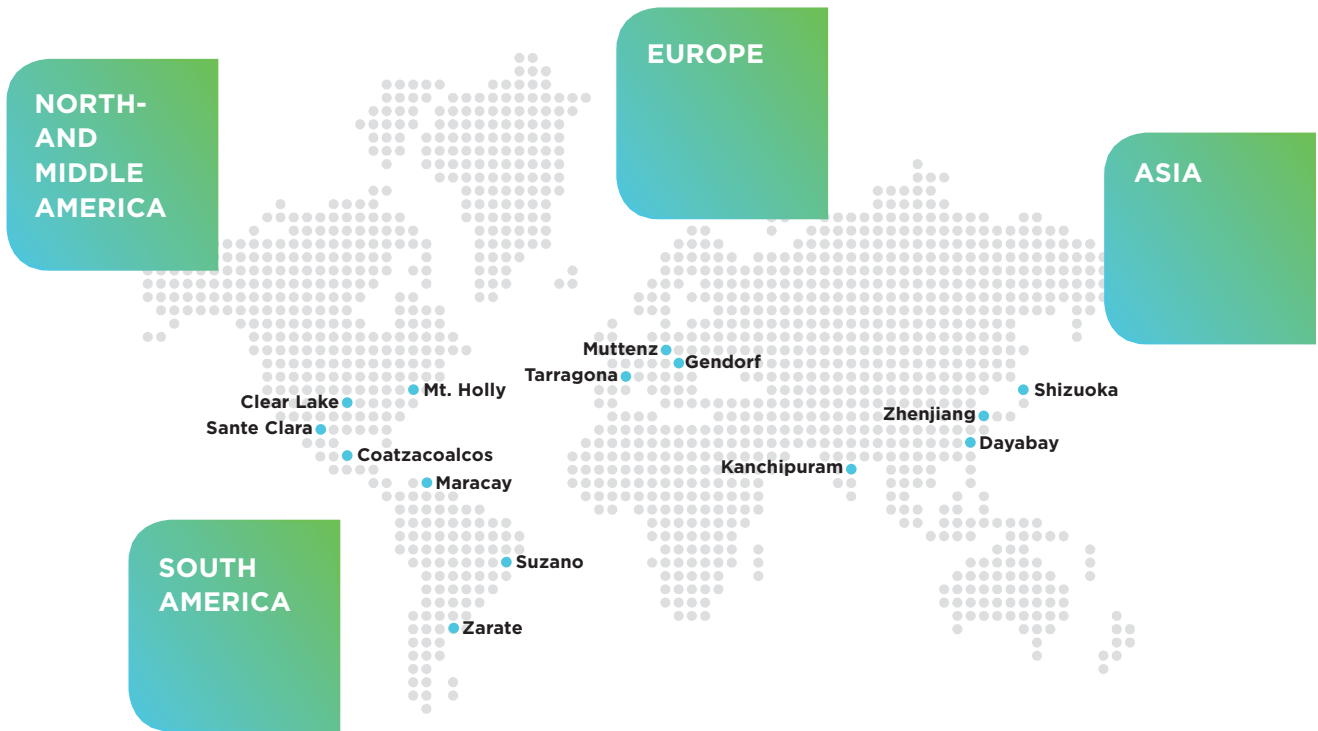 EUROPE
NORTH-
AND
MIDDLE
AMERICA
ASIA
Muttenz
Gendorf
Tarragona
Mt. Holly
Shizuoka
Clear Lake
Zhenjiang
Sante Clara
Dayabay
Coatzacoalcos
Kanchipuram
Maracay
SOUTH
AMERICA
Suzano
Zarate